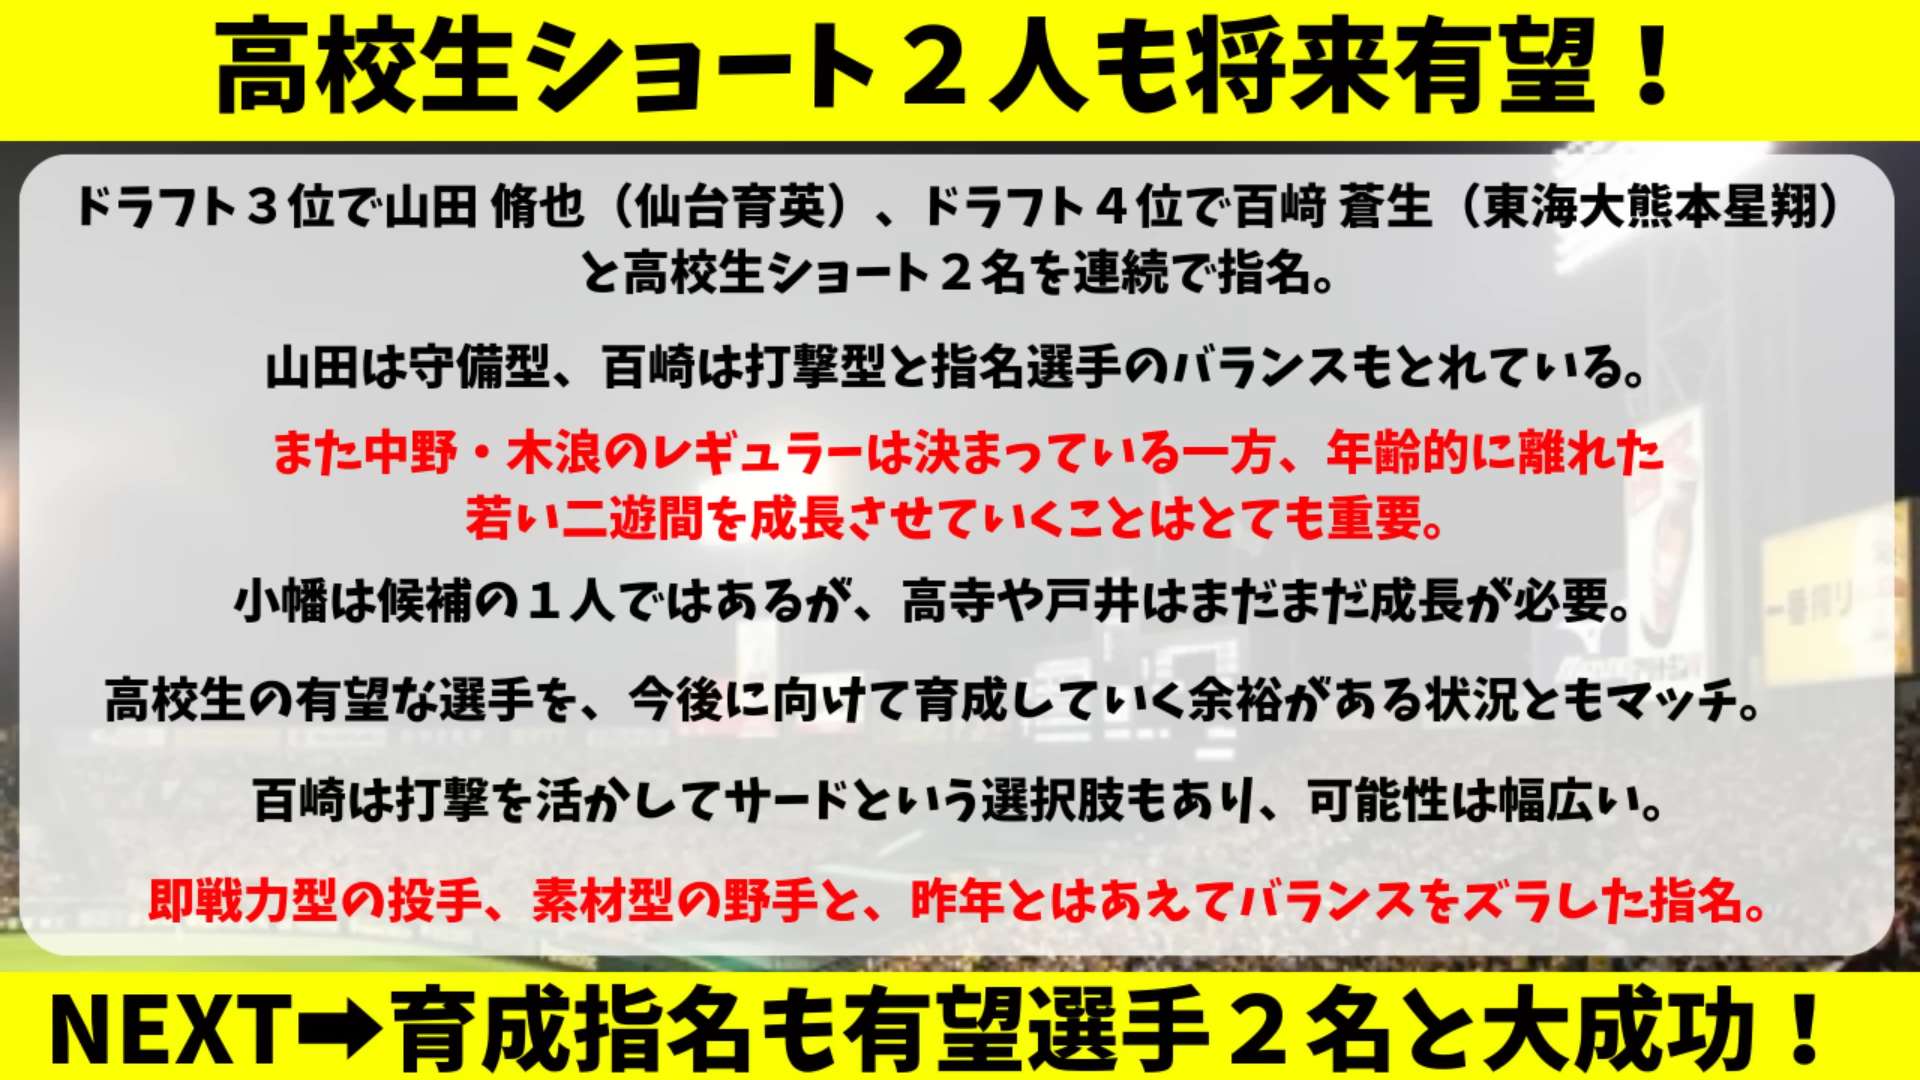 高校生ショート２人も将来有望！
ドラフト３位で山田 脩也（仙台育英）、ドラフト４位で百﨑 蒼生（東海大熊本星翔）
と高校生ショート２名を連続で指名。
山田は守備型、百崎は打撃型と指名選手のバランスもとれている。
また中野・木浪のレギュラーは決まっている一方、年齢的に離れた
若い二遊間を成長させていくことはとても重要。
小幡は候補の１人ではあるが、高寺や戸井はまだまだ成長が必要。
高校生の有望な選手を、今後に向けて育成していく余裕がある状況ともマッチ。
百崎は打撃を活かしてサードという選択肢もあり、可能性は幅広い。
即戦力型の投手、素材型の野手と、昨年とはあえてバランスをズラした指名。
一番搾り
NEXT➡育成指名も有望選手２名と大成功！